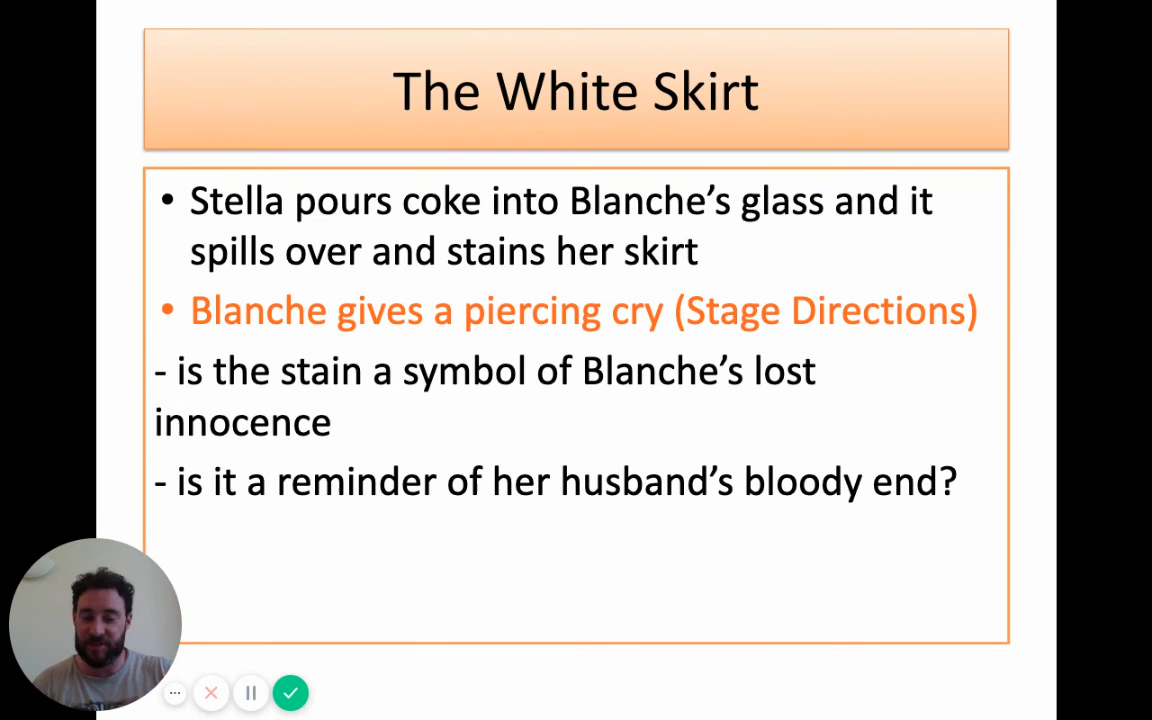 The White Skirt
• Stella pours coke into Blanche’s glass and it
spills over and stains her skirt
• Blanche gives a piercing cry (Stage Directions)
- is the stain a symbol of Blanche’s lost
innocence
- is it a reminder of her husband’s bloody end?